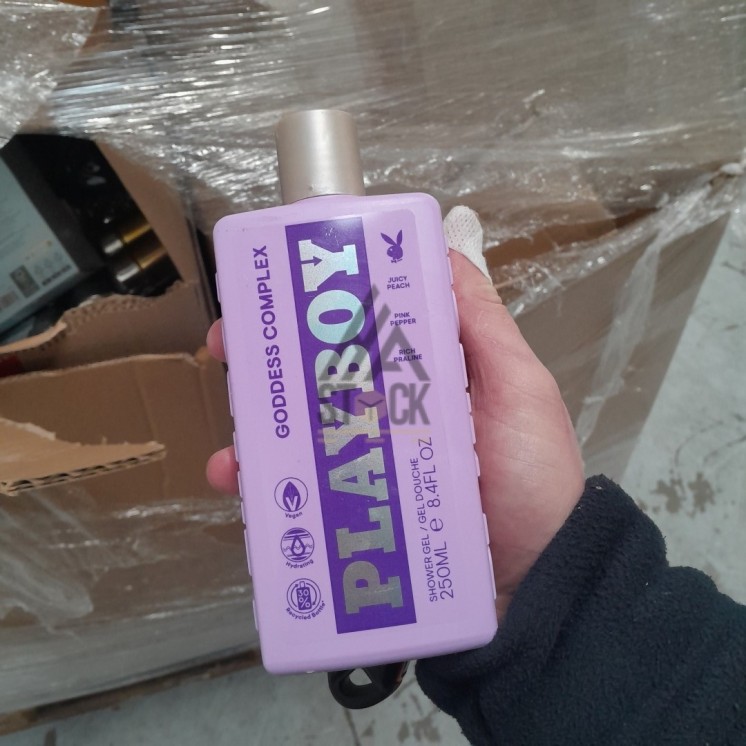 GODDESS COMPLEX
PLAYBOY
JUICY
PEACH
PINK
PEPPER
RICH
PRALINE
SHOWER GEL / GEL DOUCHE
250ML e 8.4FL OZ
Vegan
Hydrating
30%
Recycled Bottle
STOCK